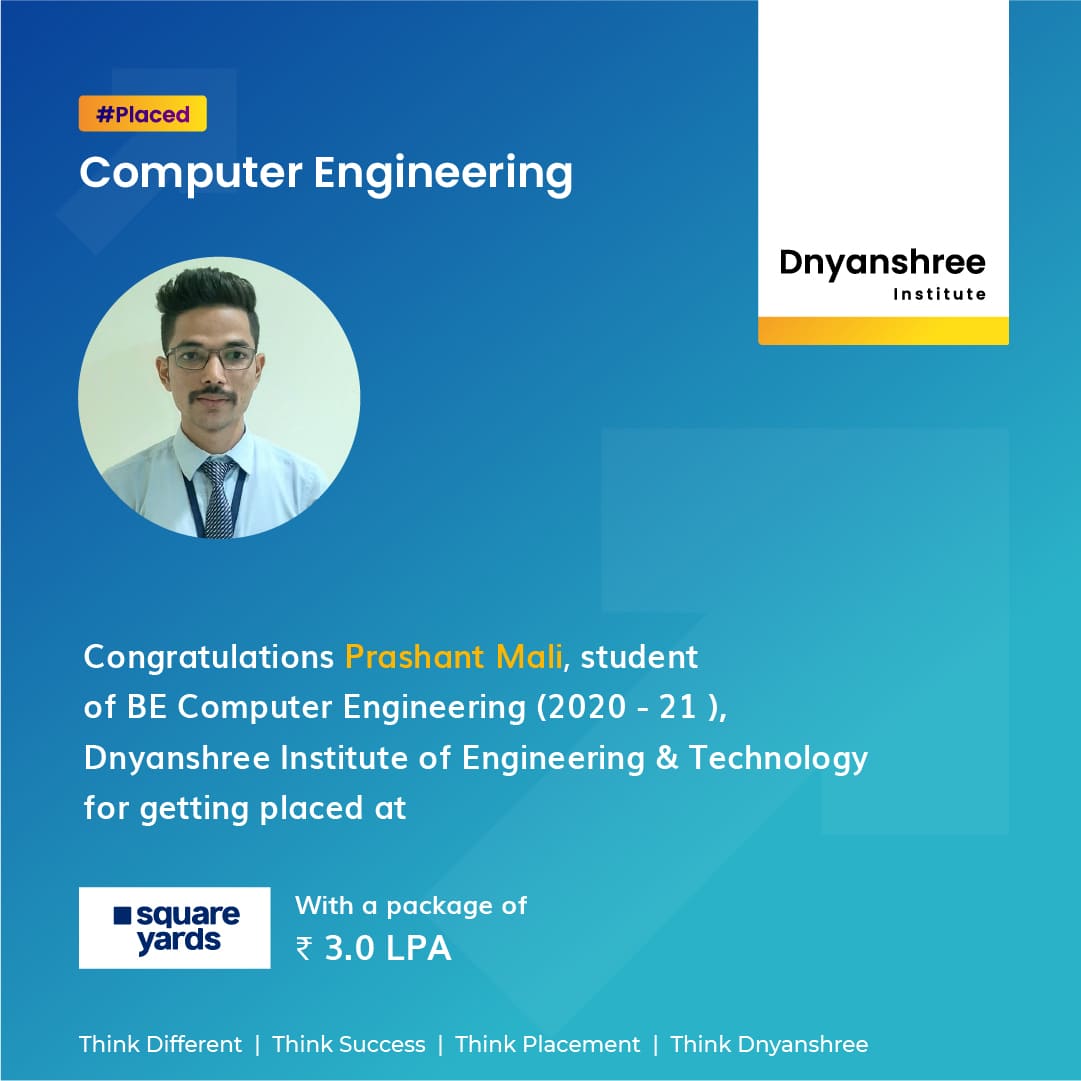 #Placed
Computer Engineering
Dnyanshree
Institute
Congratulations Prashant Mali, student
of BE Computer Engineering (2020 - 21 ),
Dnyanshree Institute of Engineering & Technology
for getting placed at
square
yards
With a package of
₹ 3.0 LPA
Think Different | Think Success | Think Placement | Think Dnyanshree